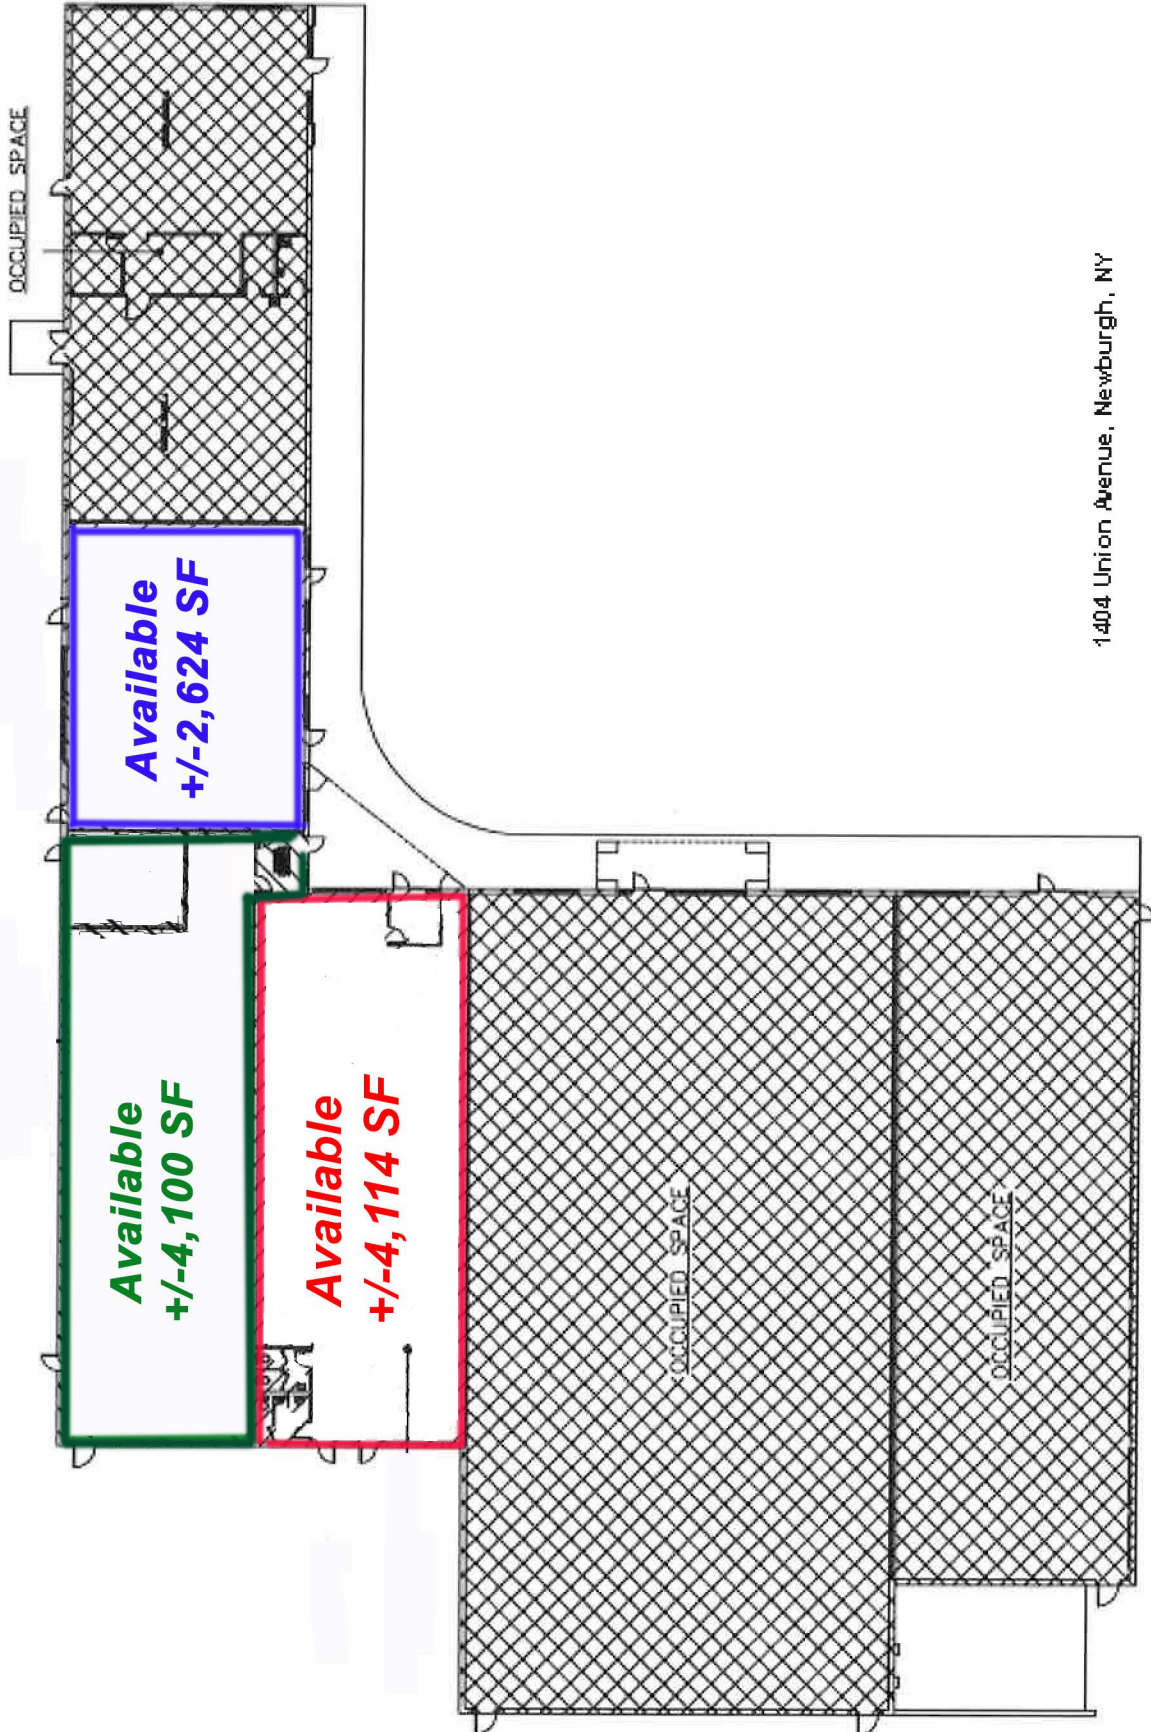 OCCUPIED SPACE
Available
+/-2,624 SF
Available
+/-4,100 SF
Available
+/-4,114 SF
OCCUPIED SPACE
OCCUPIED SPACE
1404 Union Avenue, Newburgh, NY